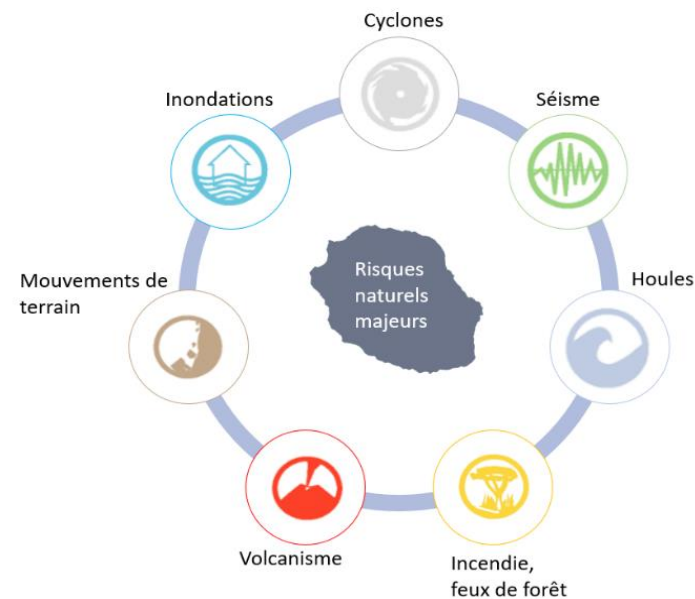 Cyclones
Inondations
Séisme
Mouvements de
terrain
Risques
naturels
majeurs
Houles
Volcanisme
Incendie,
feux de forêt